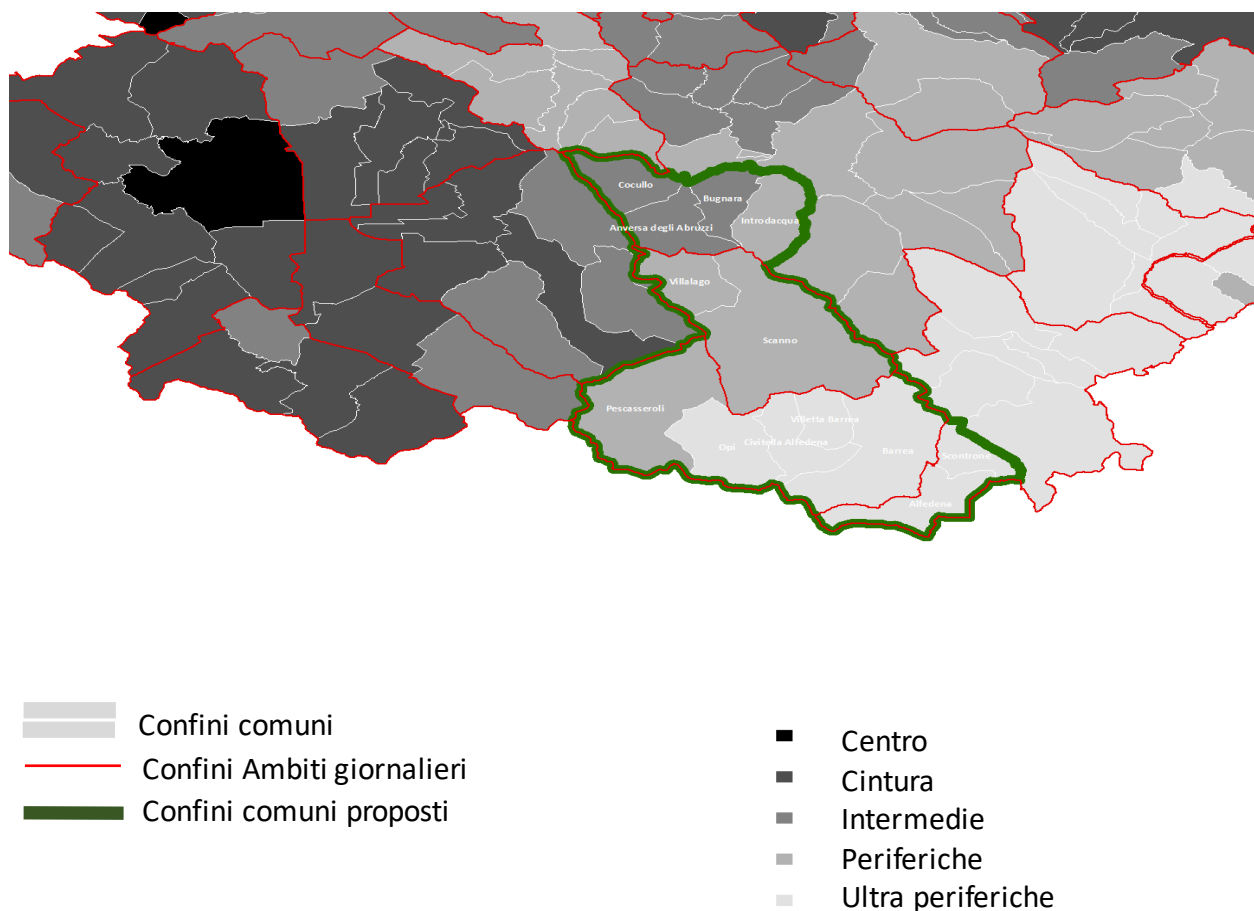 Cocullo
Bugnara
Introdacqua
Anversa degli Abruzzi
Villalago
Scanno
Pescasseroli
Villetta Barrea
Civitella Alfedena
Opi
Barrea
Scontrone
Alfedena
Confini comuni
Confini Ambiti giornalieri
Confini comuni proposti
Centro
Cintura
Intermedie
Periferiche
Ultra periferiche